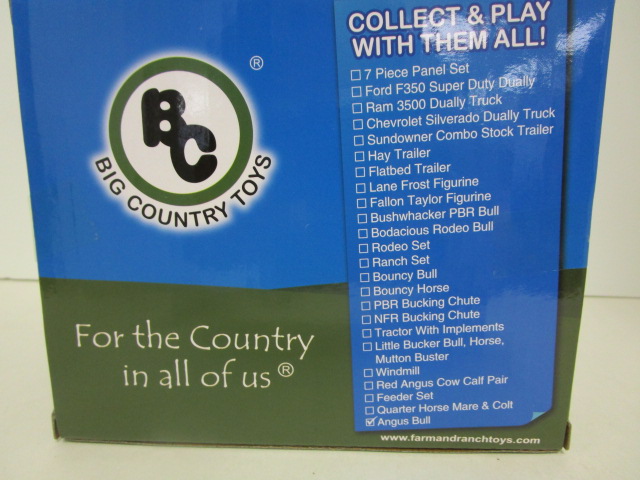 COLLECT & PLAY
WITH THEM ALL!
7 Piece Panel Set
Ford F350 Super Duty Dually
Ram 3500 Dually Truck
Chevrolet Silverado Dually Truck
Sundowner Combo Stock Trailer
Hay Trailer
Flatbed Trailer
Lane Frost Figurine
Fallon Taylor Figurine
Bushwhacker PBR Bull
Bodacious Rodeo Bull
Rodeo Set
Ranch Set
Bouncy Bull
Bouncy Horse
PBR Bucking Chute
NFR Bucking Chute
Tractor With Implements
Little Bucker Bull, Horse,
Mutton Buster
Windmill
Red Angus Cow Calf Pair
Feeder Set
Quarter Horse Mare & Colt
Angus Bull
www.farmandranchtoys.com
®
BC
BIG COUNTRY TOYS
For the Country
in all of us®